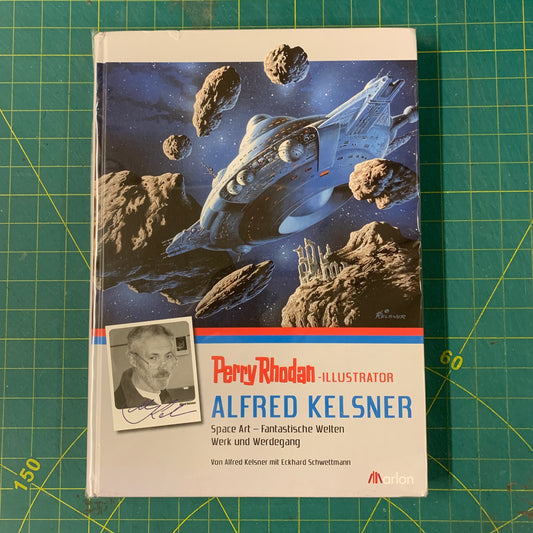 © KELSNER
Perry Rhodan -ILLUSTRATOR
ALFRED KELSNER
Space Art – Fantastische Welten
Werk und Werdegang
Von Alfred Kelsner mit Eckhard Schwettmann
Marlon
60
150